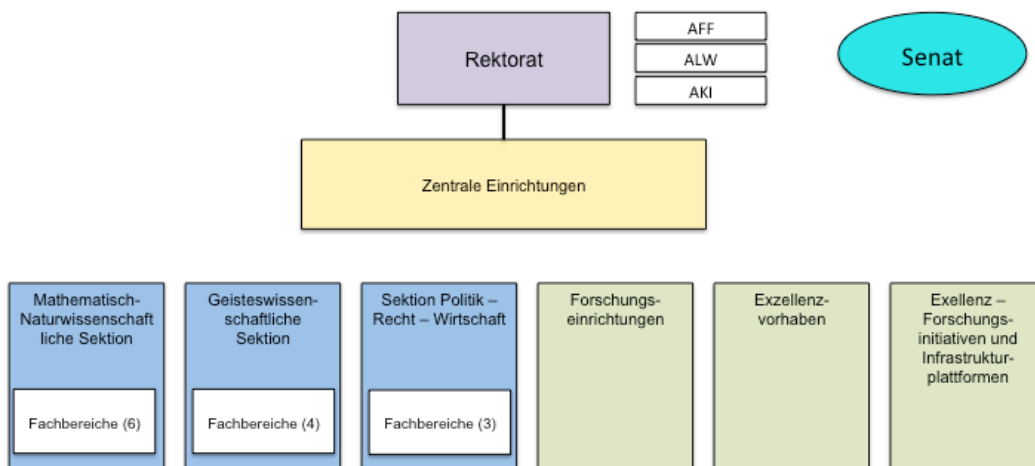 Rektorat
AFF
ALW
AKI
Senat
Zentrale Einrichtungen
Mathematisch-
Naturwissenschaft
liche Sektion
Fachbereiche (6)
Geisteswissen-
schaftliche
Sektion
Fachbereiche (4)
Sektion Politik –
Recht – Wirtschaft
Fachbereiche (3)
Forschungs-
einrichtungen
Exzellenz-
vorhaben
Exellenz –
Forschungs-
initiativen und
Infrastruktur-
plattformen